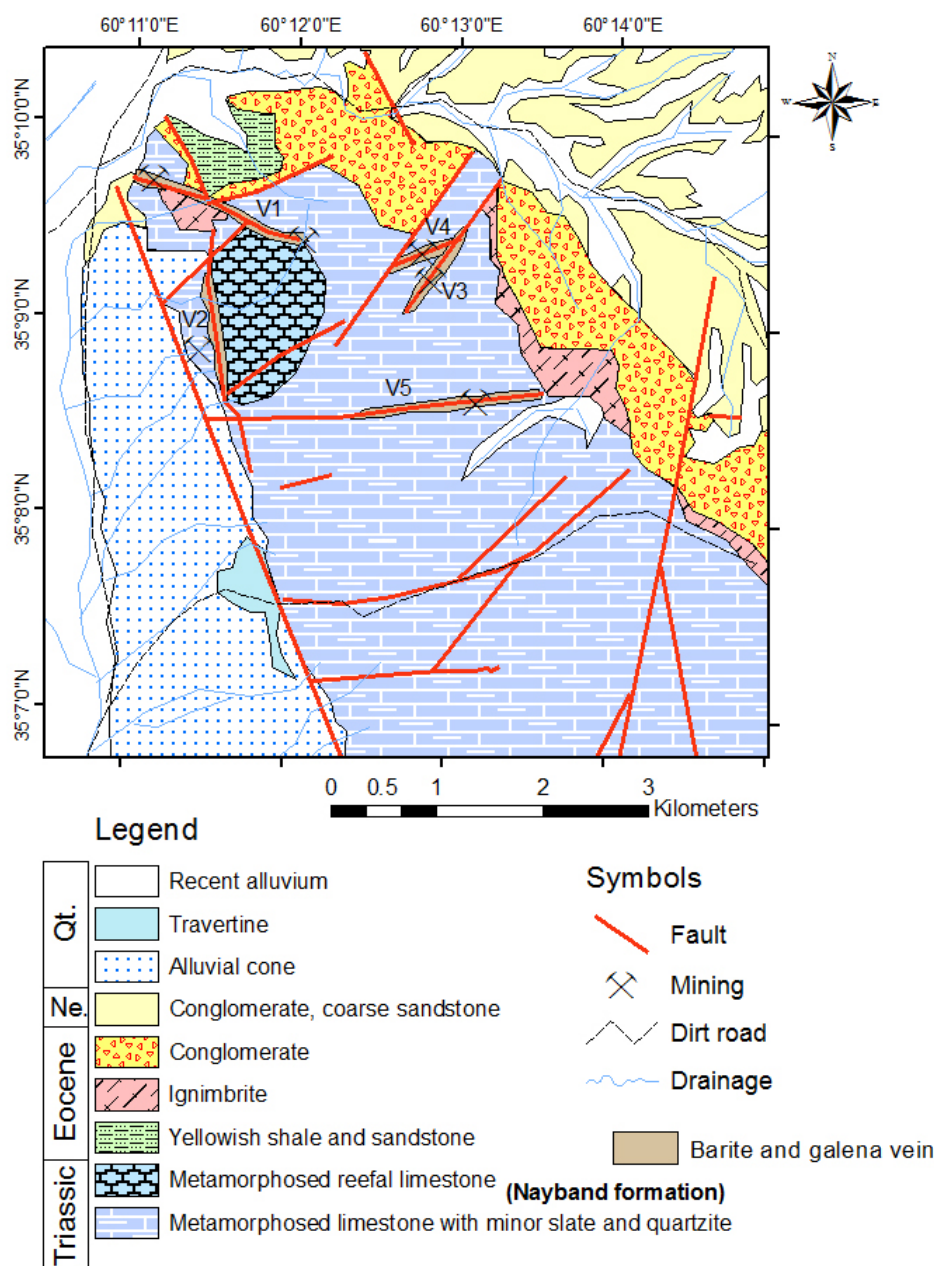 60°11'0"E 60°12'0"E 60°13'0"E 60°14'0"E
N
W E
S
35°10'0"N
35°9'0"N
35°8'0"N
35°7'0"N
V1
V4
V3
V2
V5
0 0.5 1 2 3
Kilometers
Legend
Qt.
Recent alluvium
Travertine
Alluvial cone
Ne.
Conglomerate, coarse sandstone
Eocene
Conglomerate
Ignimbrite
Yellowish shale and sandstone
Triassic
Metamorphosed reefal limestone
(Nayband formation)
Metamorphosed limestone with minor slate and quartzite
Symbols
Fault
Mining
Dirt road
Drainage
Barite and galena vein